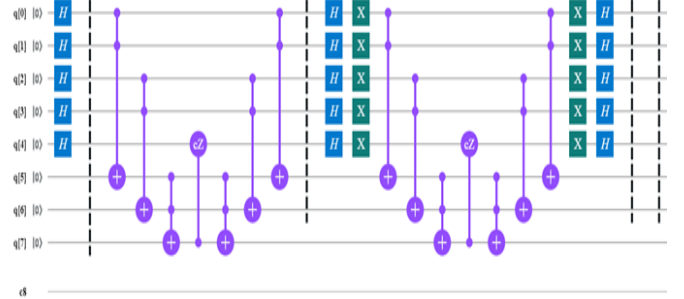 q[0] |0⟩ H H X X H
q[1] |0⟩ H H X X H
q[2] |0⟩ H H X X H
q[3] |0⟩ H H X X H
q[4] |0⟩ H cZ H X cZ X H
q[5] |0⟩ + + + +
q[6] |0⟩ + + + +
q[7] |0⟩ + + + +
c8